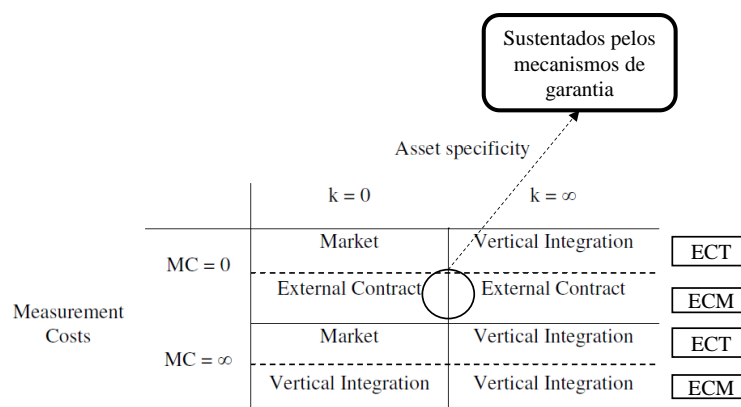 Sustentados pelos
mecanismos de
garantia
Asset specificity
k = 0 k = ∞
Market Vertical Integration ECT
MC = 0
External Contract External Contract ECM
Measurement
Costs
Market Vertical Integration ECT
MC = ∞
Vertical Integration Vertical Integration ECM